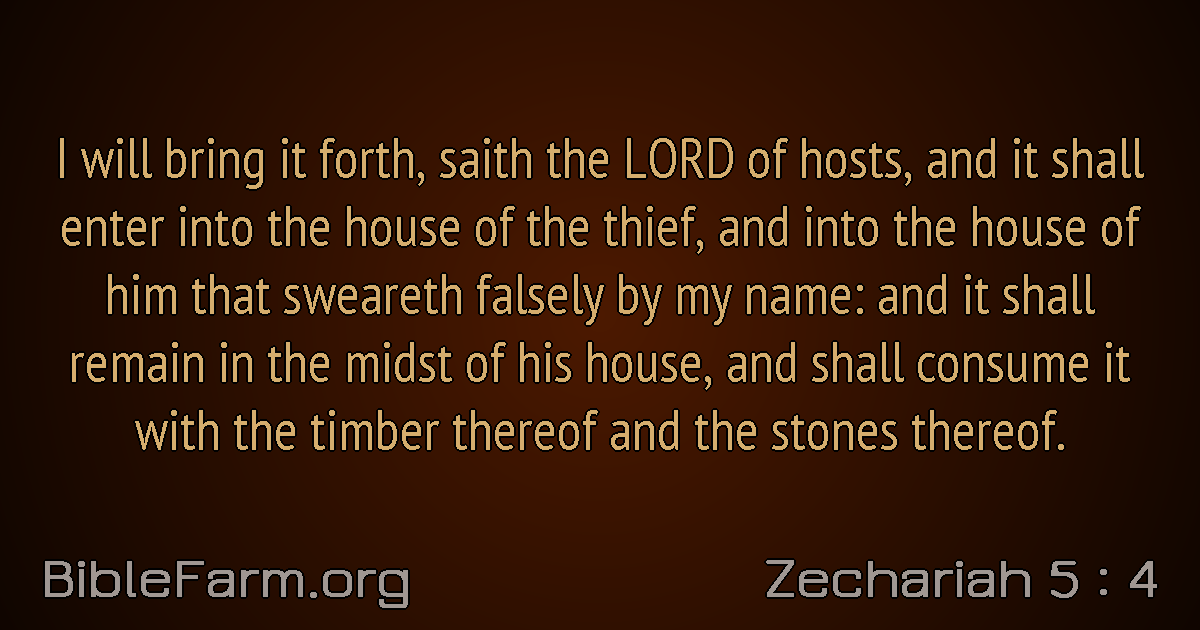 I will bring it forth, saith the LORD of hosts, and it shall
enter into the house of the thief, and into the house of
him that sweareth falsely by my name: and it shall
remain in the midst of his house, and shall consume it
with the timber thereof and the stones thereof.
BibleFarm.org
Zechariah 5 : 4